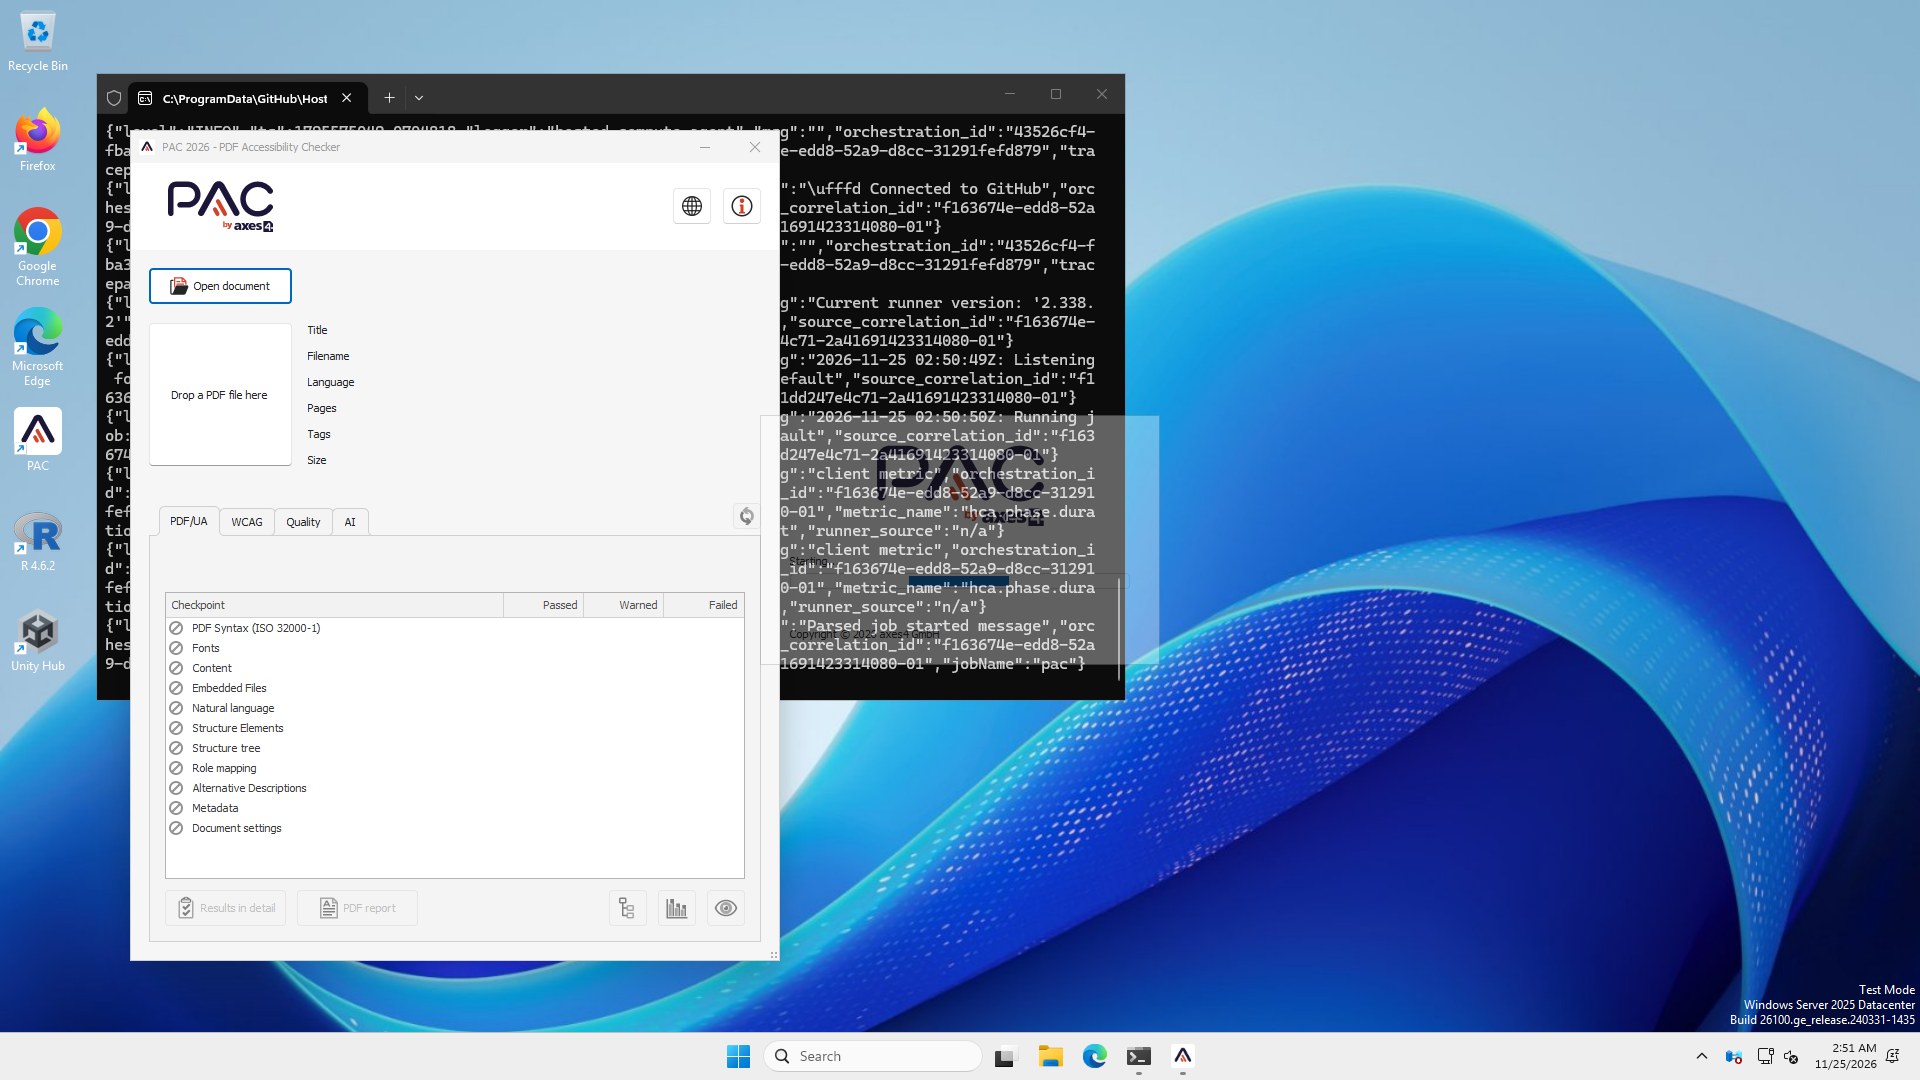 Recycle Bin
Firefox
Google
Chrome
Microsoft
Edge
PAC
R 4.6.2
Unity Hub
C:\ProgramData\GitHub\Host
PAC 2026 - PDF Accessibility Checker
PAC
by axes4
Open document
Drop a PDF file here
Title
Filename
Language
Pages
Tags
Size
PDF/UA
WCAG
Quality
AI
Checkpoint Passed Warned Failed
PDF Syntax (ISO 32000-1)
Fonts
Content
Embedded Files
Natural language
Structure Elements
Structure tree
Role mapping
Alternative Descriptions
Metadata
Document settings
Results in detail
PDF report
g":"","orchestration_id":"43526cf4-
e-edd8-52a9-d8cc-31291fefd879","tra
":"\ufffd Connected to GitHub","orc
_correlation_id":"f163674e-edd8-52a
1691423314080-01"}
":"","orchestration_id":"43526cf4-f
-edd8-52a9-d8cc-31291fefd879","trac
g":"Current runner version: '2.338.
,"source_correlation_id":"f163674e-
4c71-2a41691423314080-01"}
g":"2026-11-25 02:50:49Z: Listening
efault","source_correlation_id":"f1
1dd247e4c71-2a41691423314080-01"}
g":"2026-11-25 02:50:50Z: Running j
ault","source_correlation_id":"f163
d247e4c71-2a41691423314080-01"}
g":"client metric","orchestration_i
_id":"f163674e-edd8-52a9-d8cc-31291
0-01","metric_name":"hca.phase.dura
t","runner_source":"n/a"}
g":"client metric","orchestration_i
_id":"f163674e-edd8-52a9-d8cc-31291
0-01","metric_name":"hca.phase.dura
,"runner_source":"n/a"}
":"Parsed job started message","orc
_correlation_id":"f163674e-edd8-52a
1691423314080-01","jobName":"pac"}
PAC
by axes4
Starting
Copyright © 2026 axes4 GmbH
Test Mode
Windows Server 2025 Datacenter
Build 26100.ge_release.240331-1435
Search
2:51 AM
11/25/2026